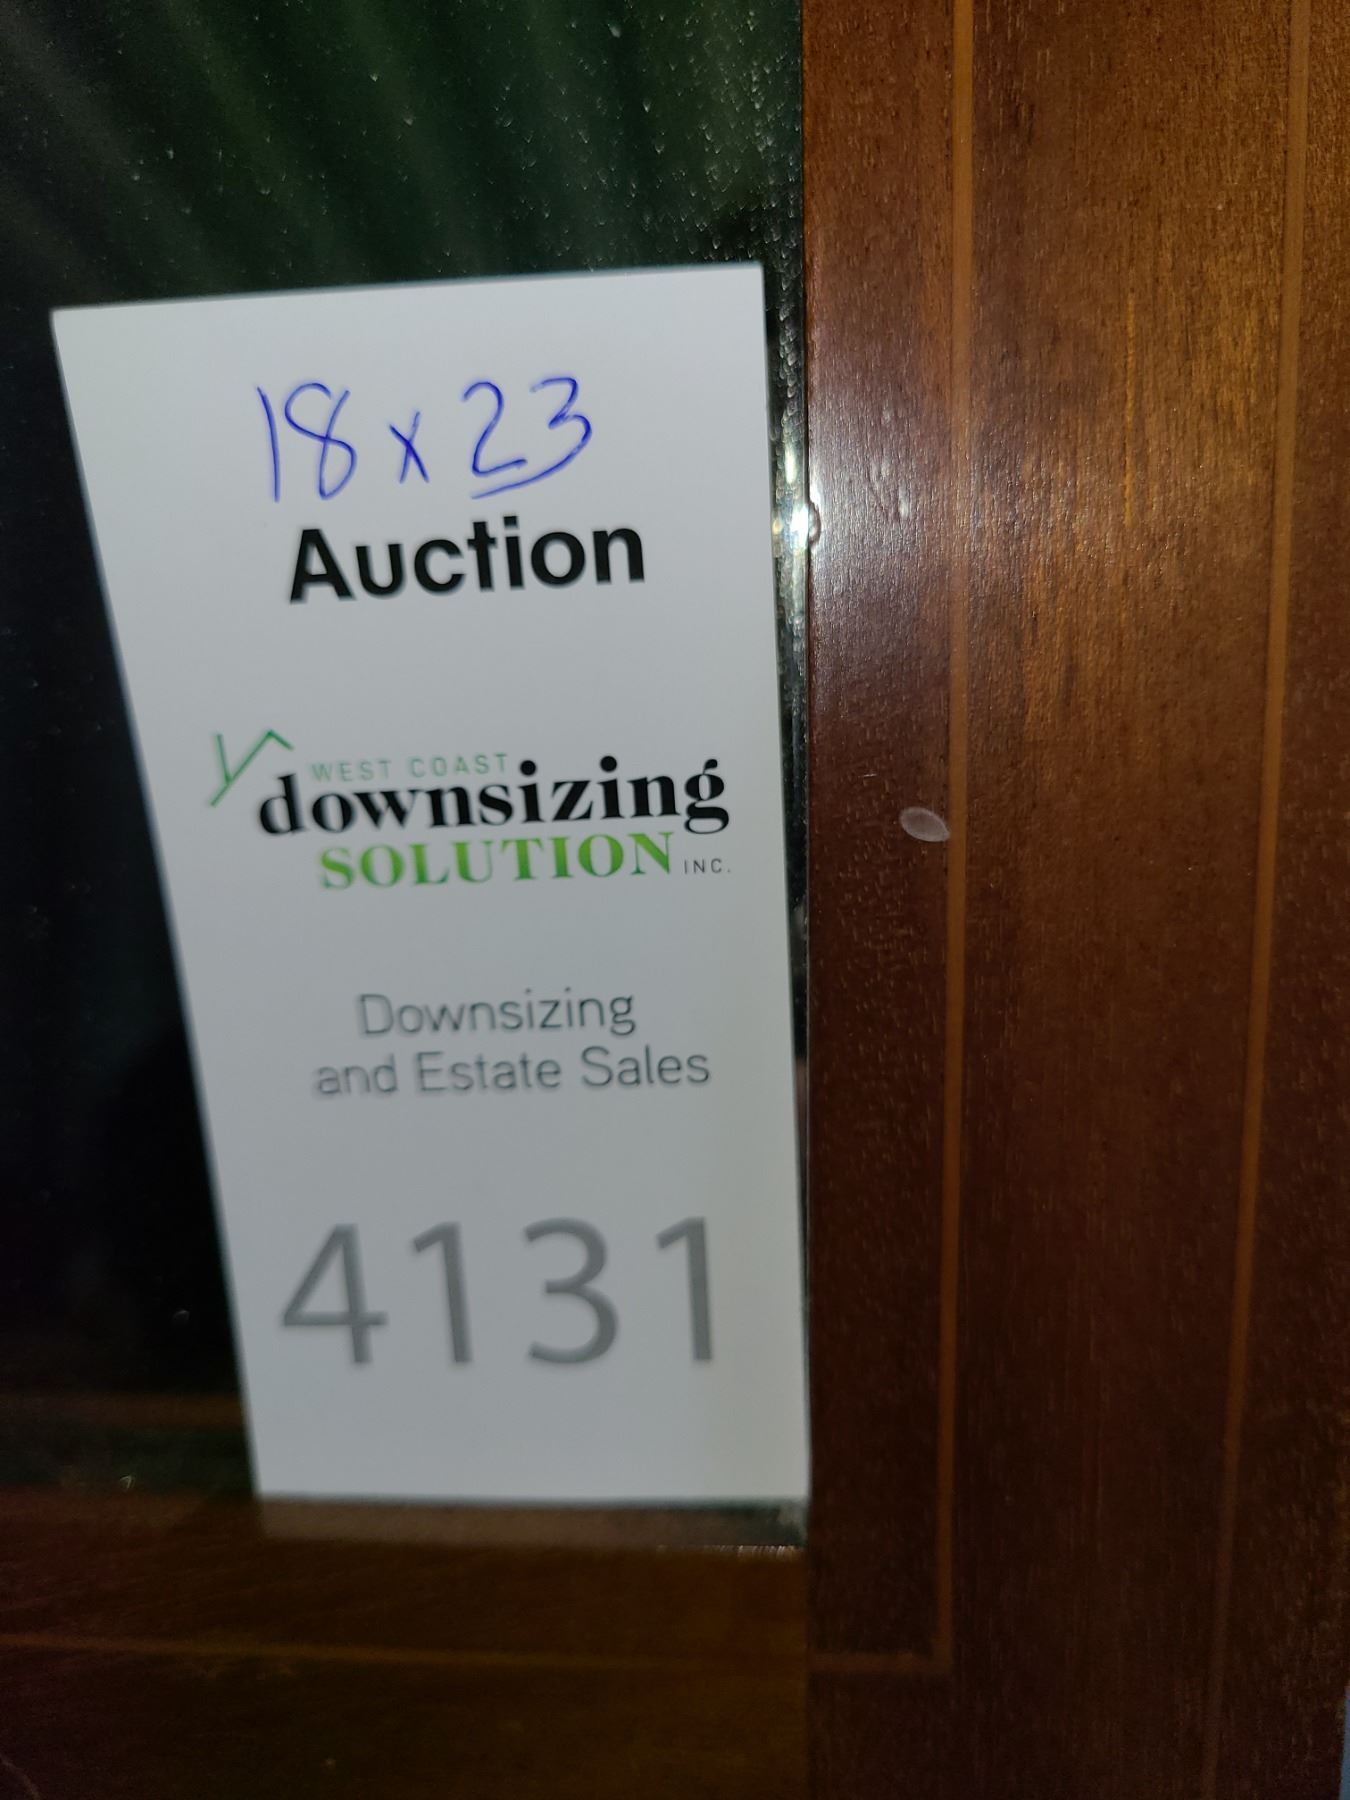 18 x 23
Auction
WEST COAST
downsizing
SOLUTION INC.
Downsizing
and Estate Sales
4131